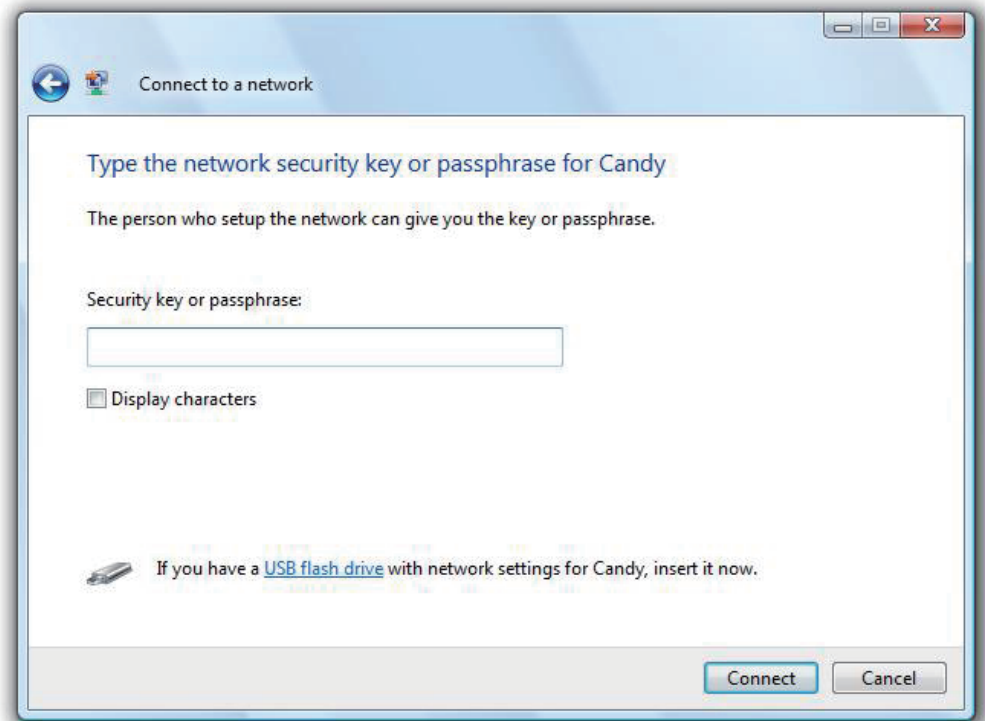 Connect to a network
Type the network security key or passphrase for Candy
The person who setup the network can give you the key or passphrase.
Security key or passphrase:
Display characters
If you have a USB flash drive with network settings for Candy, insert it now.
Connect
Cancel